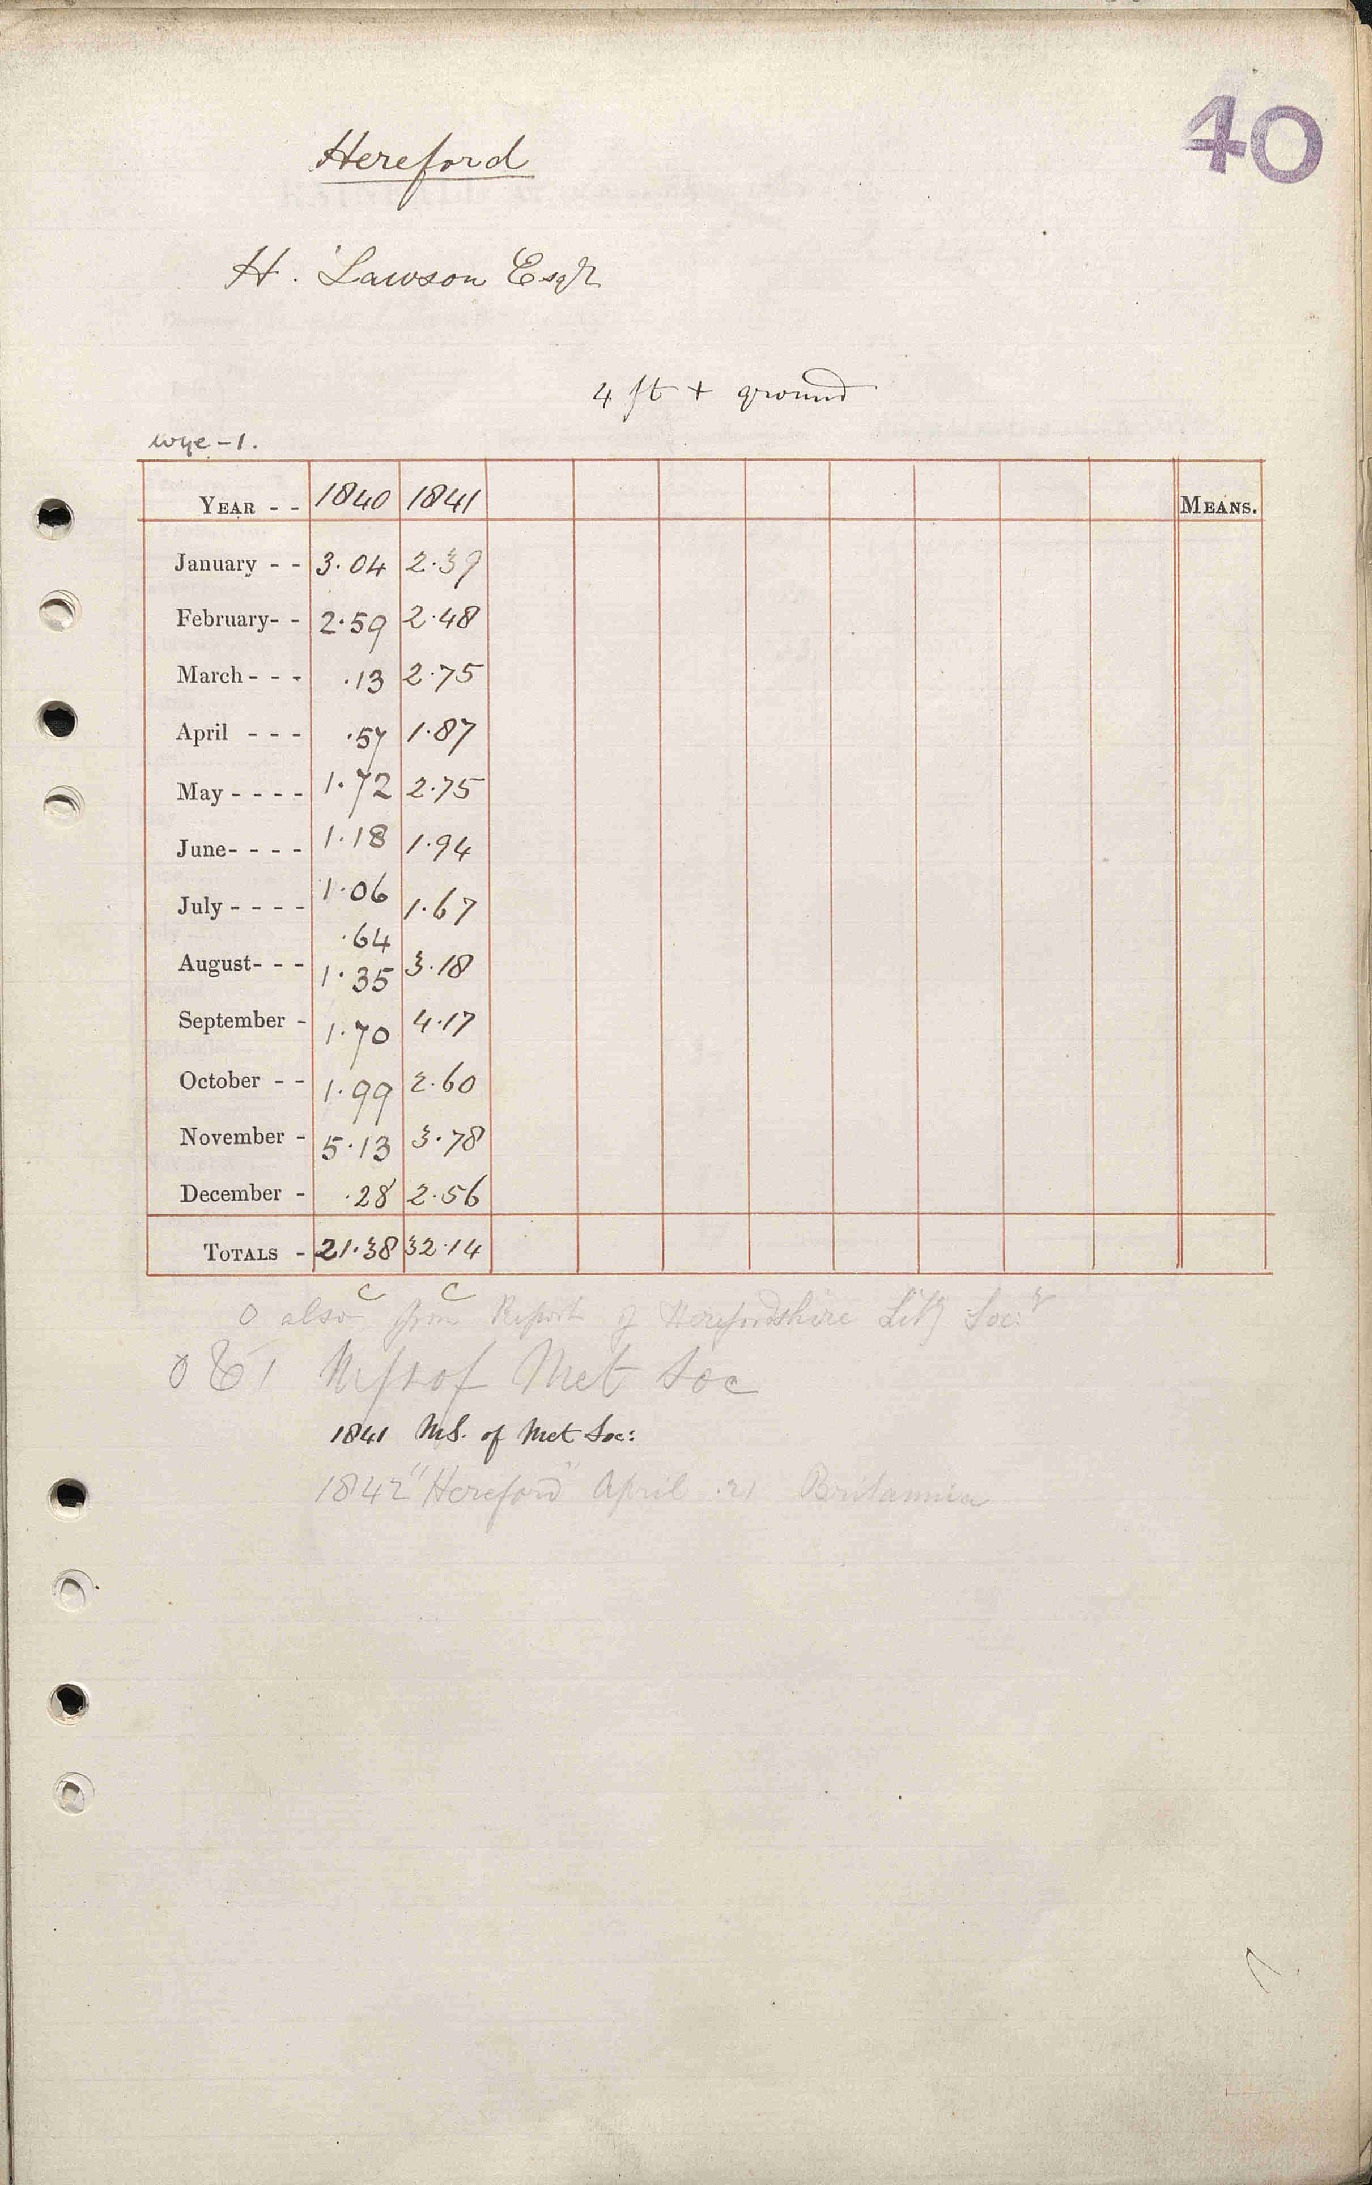 40
Hereford
H. Lawson Esqr
4 ft + ground
Wye -1.
YEAR - - 1840 1841 MEANS.
January - - 3.04 2.39
February- - 2.59 2.48
March - - - .13 2.75
April - - - .57 1.87
May - - - - 1.72 2.75
June- - - - 1.18 1.94
July - - - - 1.06 1.67
.64
August- - - 1.35 3.18
September - 1.70 4.17
October - - 1.99 2.60
November - 5.13 3.78
December - .28 2.56
TOTALS - 21.38 32.14
C C
also from Report of Herefordshire Soc
of Met Soc
1841 MS. of Met Soc:
1842 "Hereford" April .21 Britannia